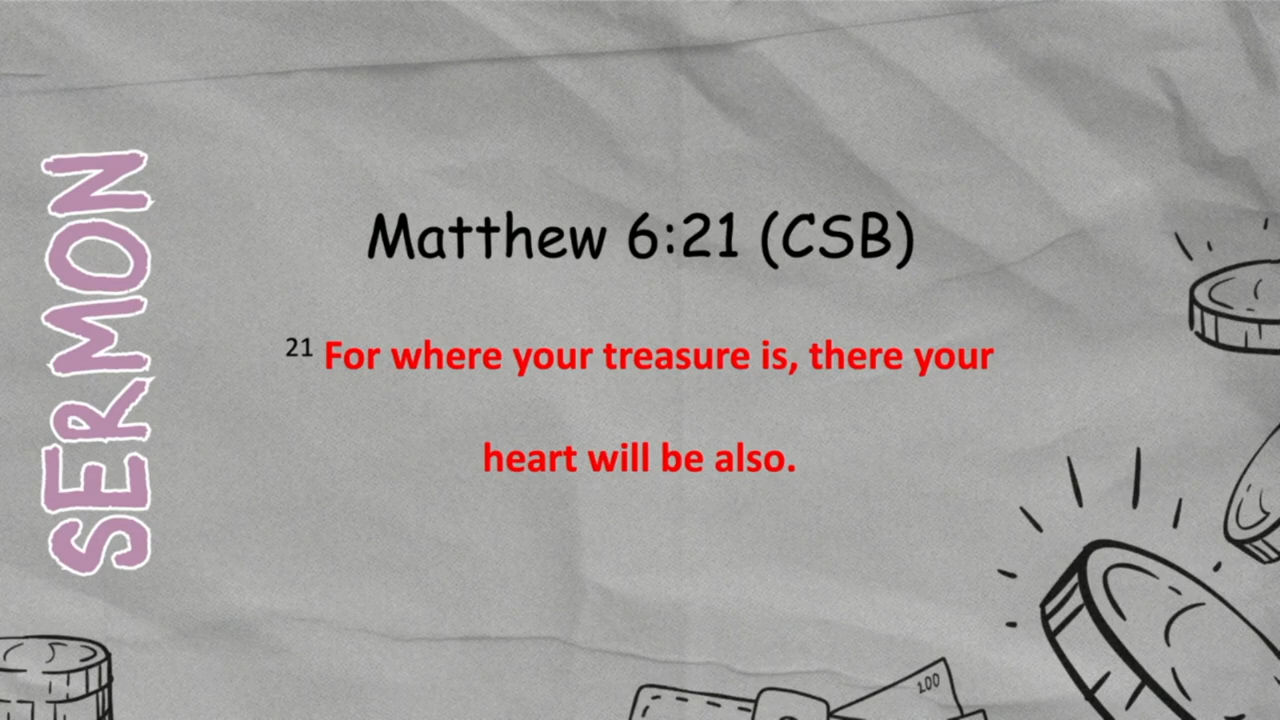 SERMON
Matthew 6:21 (CSB)
21 For where your treasure is, there your
heart will be also.
100